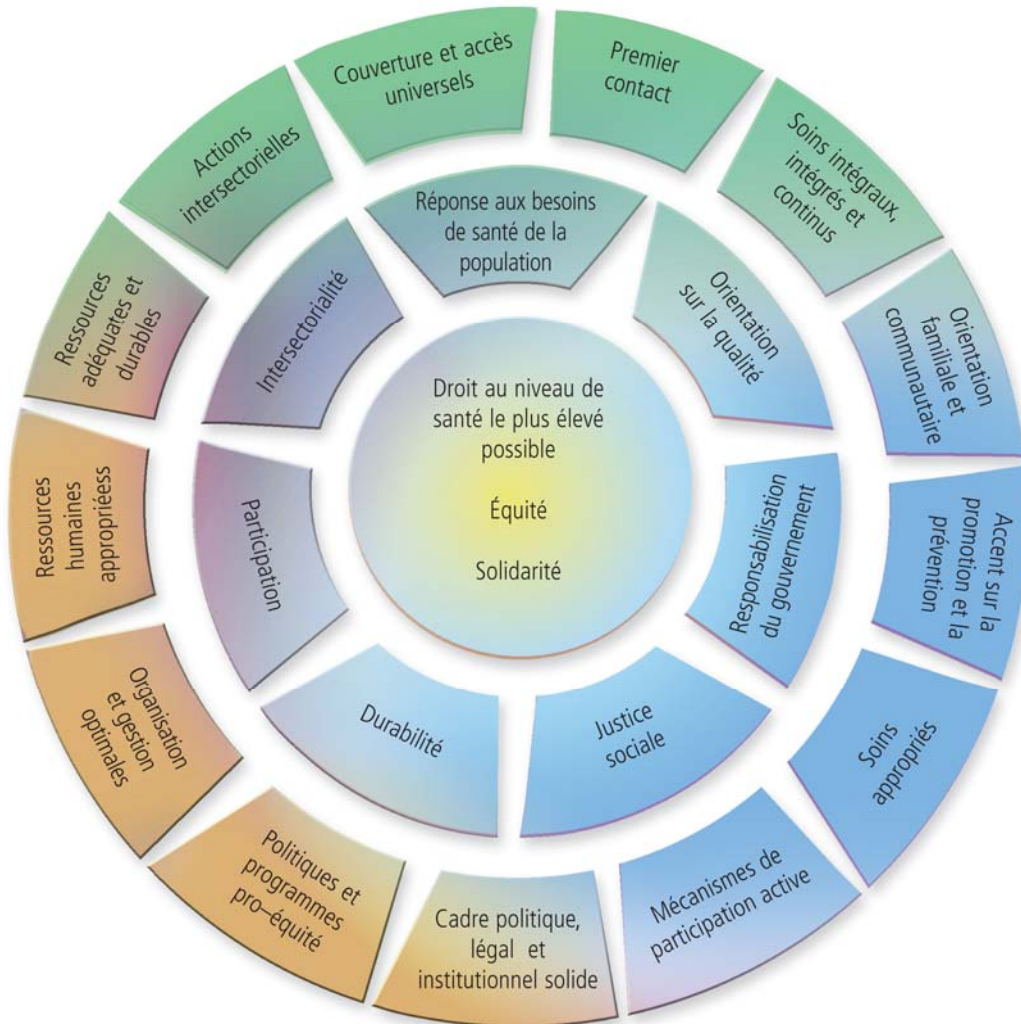 Couverture et accès
universels
Premier
contact
Soins intégraux,
intégrés et
continus
Orientation
familiale et
communautaire
Accent sur la
promotion et la
prévention
Soins
appropriés
Mécanismes de
participation active
Cadre politique,
légal et
institutionnel solide
Politiques et
programmes
pro–équité
Organisation
et gestion
optimales
Ressources
humaines
appropriéess
Ressources
adéquates et
durables
Actions
intersectorielles
Réponse aux besoins
de santé de la
population
Orientation
sur la qualité
Responsabilisation
du gouvernement
Justice
sociale
Durabilité
Participation
Intersectorialité
Droit au niveau de
santé le plus élevé
possible
Équité
Solidarité